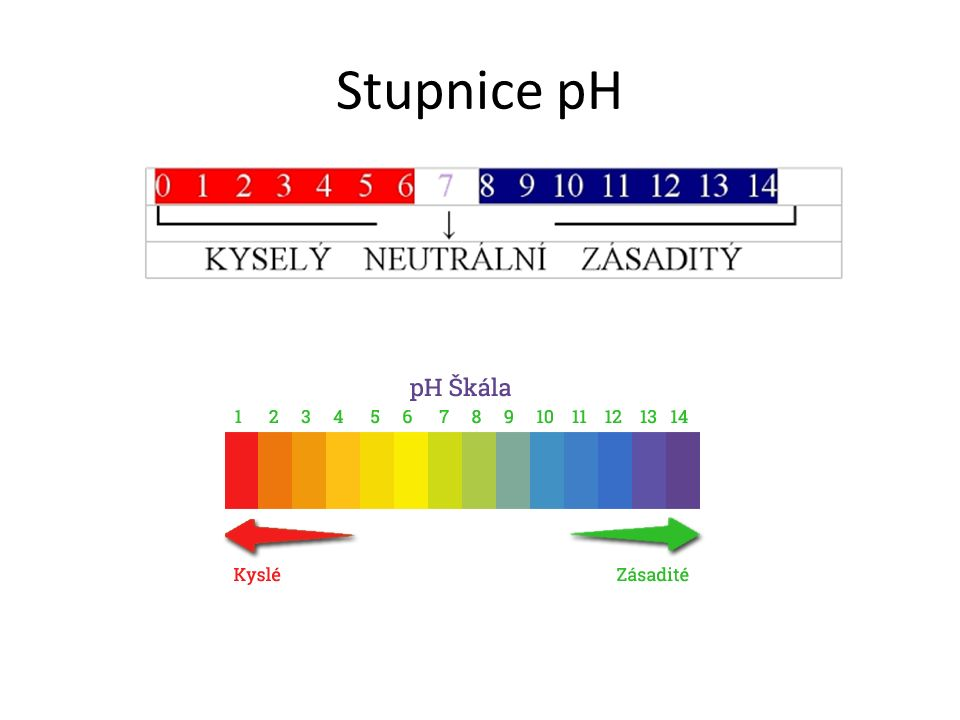 Stupnice pH
0 1 2 3 4 5 6 7 8 9 10 11 12 13 14
↓
KYSELÝ NEUTRÁLNÍ ZÁSADITÝ
pH Škála
1 2 3 4 5 6 7 8 9 10 11 12 13 14
Kyslé Zásadité